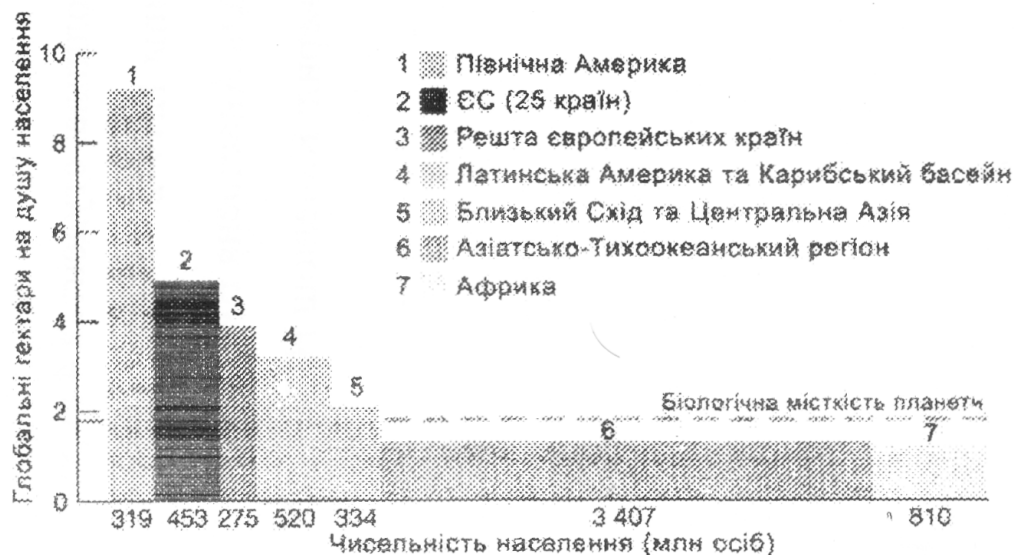 Глобальні гектари на душу населення
10
8
6
4
2
0
1
2
3
4
5
6
7
1 Північна Америка
2 ЄС (25 країн)
3 Решта європейських країн
4 Латинська Америка та Карибський басейн
5 Близький Схід та Центральна Азія
6 Азіатсько-Тихоокеанський регіон
7 Африка
Біологічна місткість планети
319 453 275 520 334 3 407 810
Чисельність населення (млн осіб)